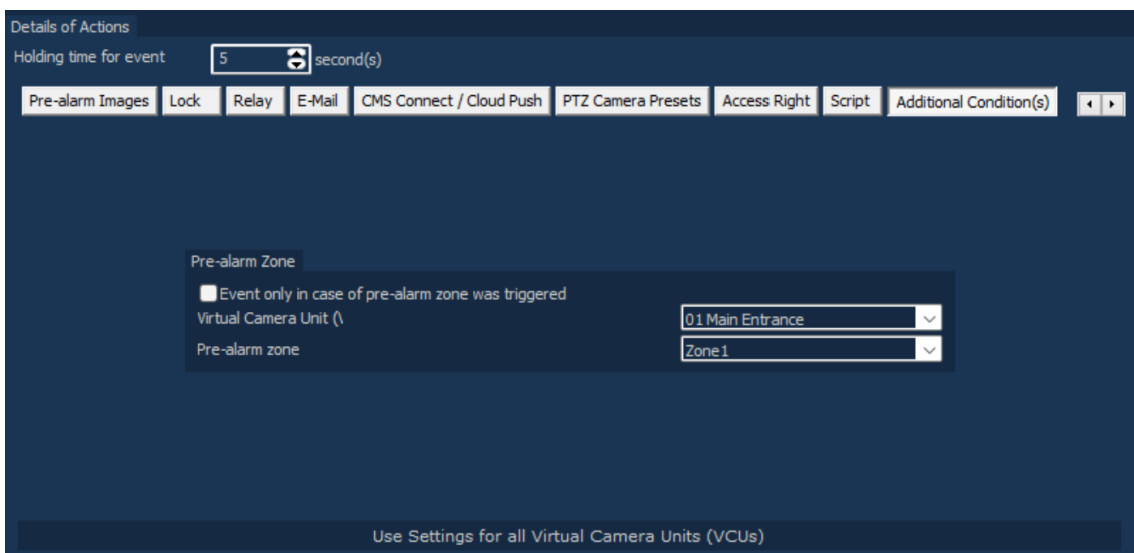 Details of Actions
Holding time for event 5 second(s)
Pre-alarm Images Lock Relay E-Mail CMS Connect / Cloud Push PTZ Camera Presets Access Right Script Additional Condition(s)
Pre-alarm Zone
Event only in case of pre-alarm zone was triggered
Virtual Camera Unit (\ 01 Main Entrance
Pre-alarm zone Zone1
Use Settings for all Virtual Camera Units (VCUs)